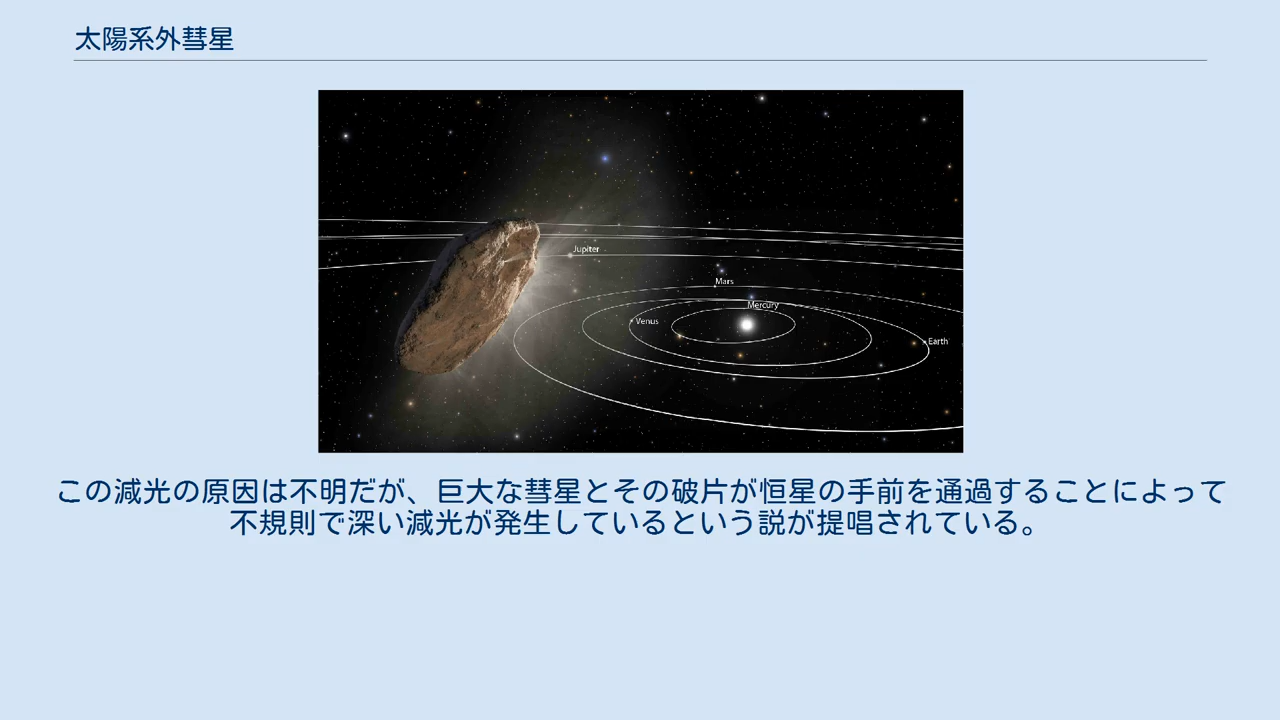 太陽系外彗星
Jupiter
Mars
Mercury
Venus
Earth
この減光の原因は不明だが、巨大な彗星とその破片が恒星の手前を通過することによって
不規則で深い減光が発生しているという説が提唱されている。